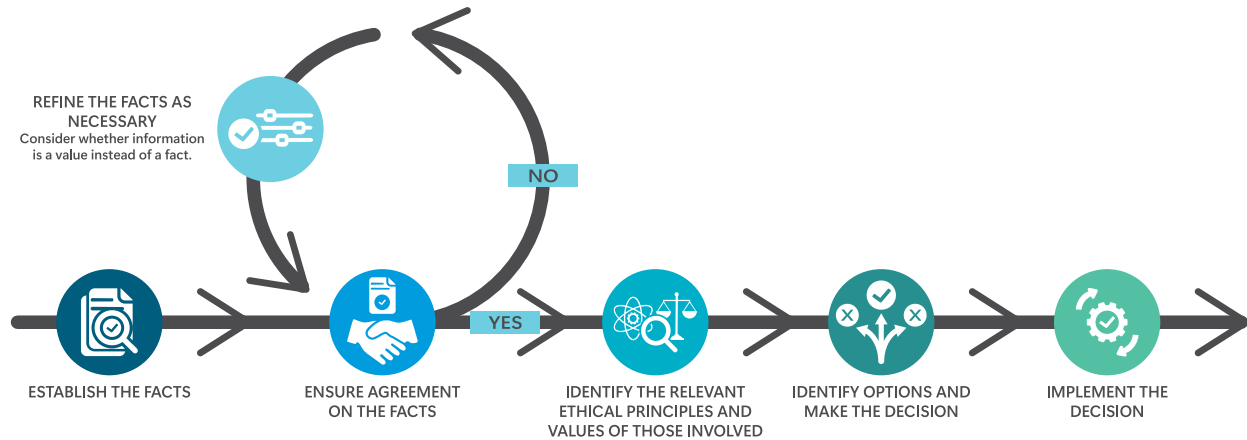 REFINE THE FACTS AS
NECESSARY
Consider whether information
is a value instead of a fact.
NO
YES
ESTABLISH THE FACTS
ENSURE AGREEMENT
ON THE FACTS
IDENTIFY THE RELEVANT
ETHICAL PRINCIPLES AND
VALUES OF THOSE INVOLVED
IDENTIFY OPTIONS AND
MAKE THE DECISION
IMPLEMENT THE
DECISION